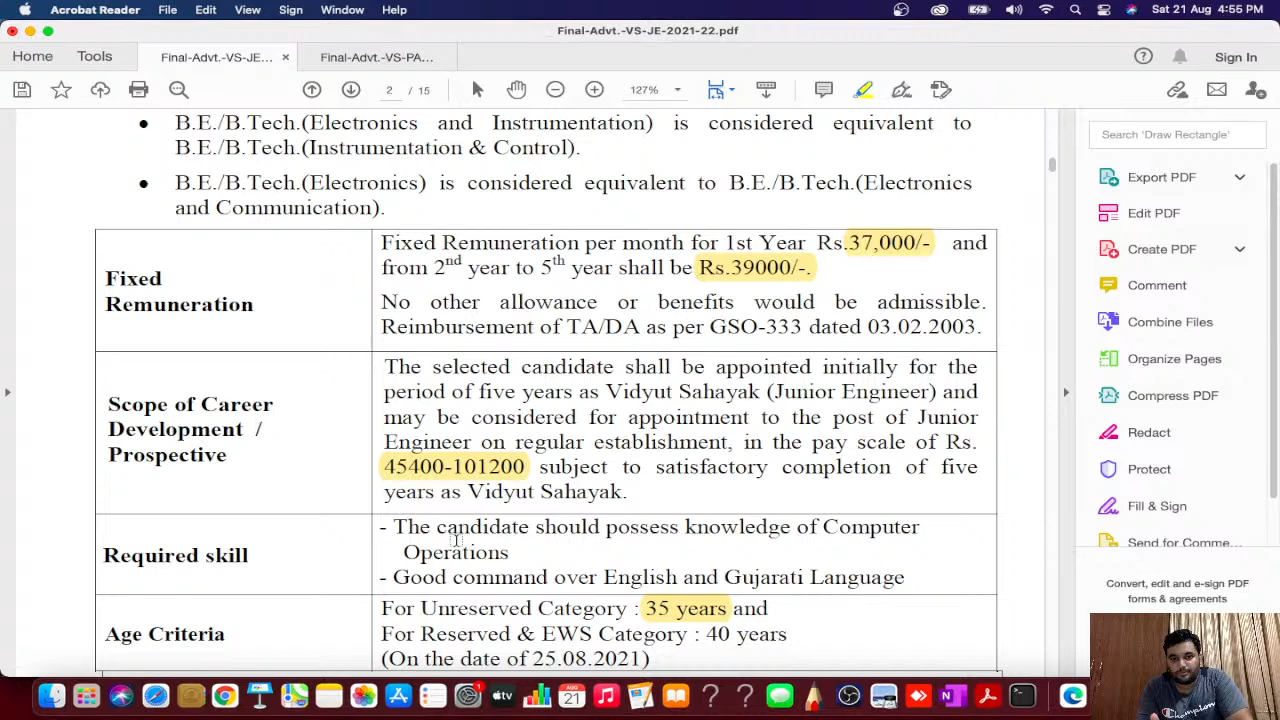 Acrobat Reader File Edit View Sign Window Help Sat 21 Aug 4:55 PM
Final-Advt.-VS-JE-2021-22.pdf
Home Tools Final-Advt.-VS-JE... × Final-Advt.-VS-PA... Sign In
2 / 15 127%
• B.E./B.Tech.(Electronics and Instrumentation) is considered equivalent to
B.E./B.Tech.(Instrumentation & Control).
• B.E./B.Tech.(Electronics) is considered equivalent to B.E./B.Tech.(Electronics
and Communication).
Fixed
Remuneration
Fixed Remuneration per month for 1st Year Rs.37,000/- and
from 2nd year to 5th year shall be Rs.39000/-.
No other allowance or benefits would be admissible.
Reimbursement of TA/DA as per GSO-333 dated 03.02.2003.
Scope of Career
Development /
Prospective
The selected candidate shall be appointed initially for the
period of five years as Vidyut Sahayak (Junior Engineer) and
may be considered for appointment to the post of Junior
Engineer on regular establishment, in the pay scale of Rs.
45400-101200 subject to satisfactory completion of five
years as Vidyut Sahayak.
Required skill
- The candidate should possess knowledge of Computer
Operations
- Good command over English and Gujarati Language
Age Criteria
For Unreserved Category : 35 years and
For Reserved & EWS Category : 40 years
(On the date of 25.08.2021)
Search 'Draw Rectangle'
Export PDF
Edit PDF
Create PDF
Comment
Combine Files
Organize Pages
Compress PDF
Redact
Protect
Fill & Sign
Send for Comme...
Convert, edit and e-sign PDF
forms & agreements
AUG
21
tv
Champion